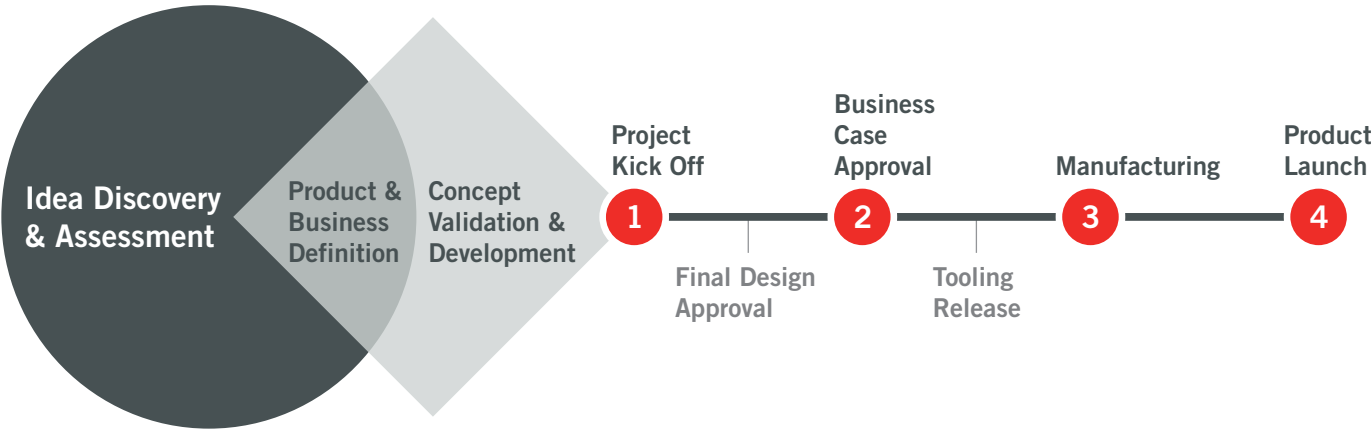 Idea Discovery
& Assessment
Product &
Business
Definition
Concept
Validation &
Development
Project
Kick Off
1
Final Design
Approval
Business
Case
Approval
2
Tooling
Release
Manufacturing
3
Product
Launch
4